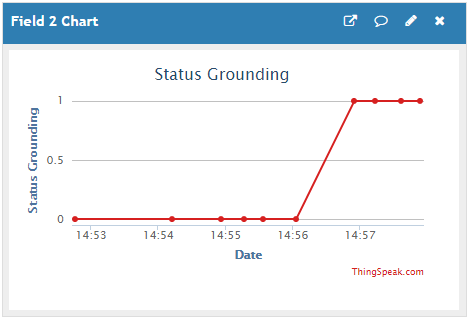 Field 2 Chart
Status Grounding
Status Grounding
1
0.5
0
14:53 14:54 14:55 14:56 14:57
Date
ThingSpeak.com